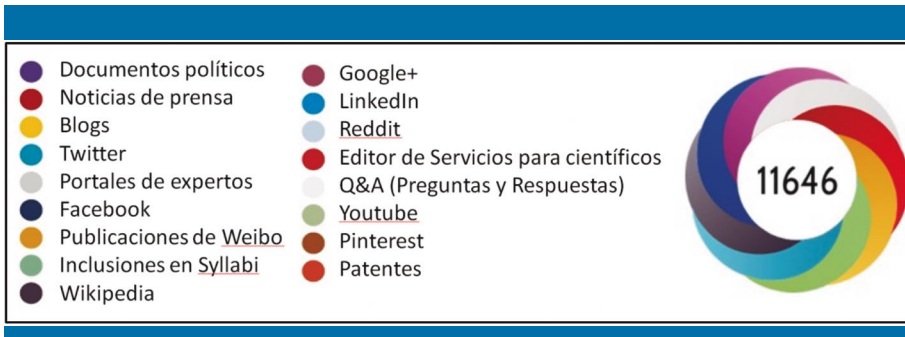 Documentos políticos
Noticias de prensa
Blogs
Twitter
Portales de expertos
Facebook
Publicaciones de Weibo
Inclusiones en Syllabi
Wikipedia
Google+
LinkedIn
Reddit
Editor de Servicios para científicos
Q&A (Preguntas y Respuestas)
Youtube
Pinterest
Patentes
11646